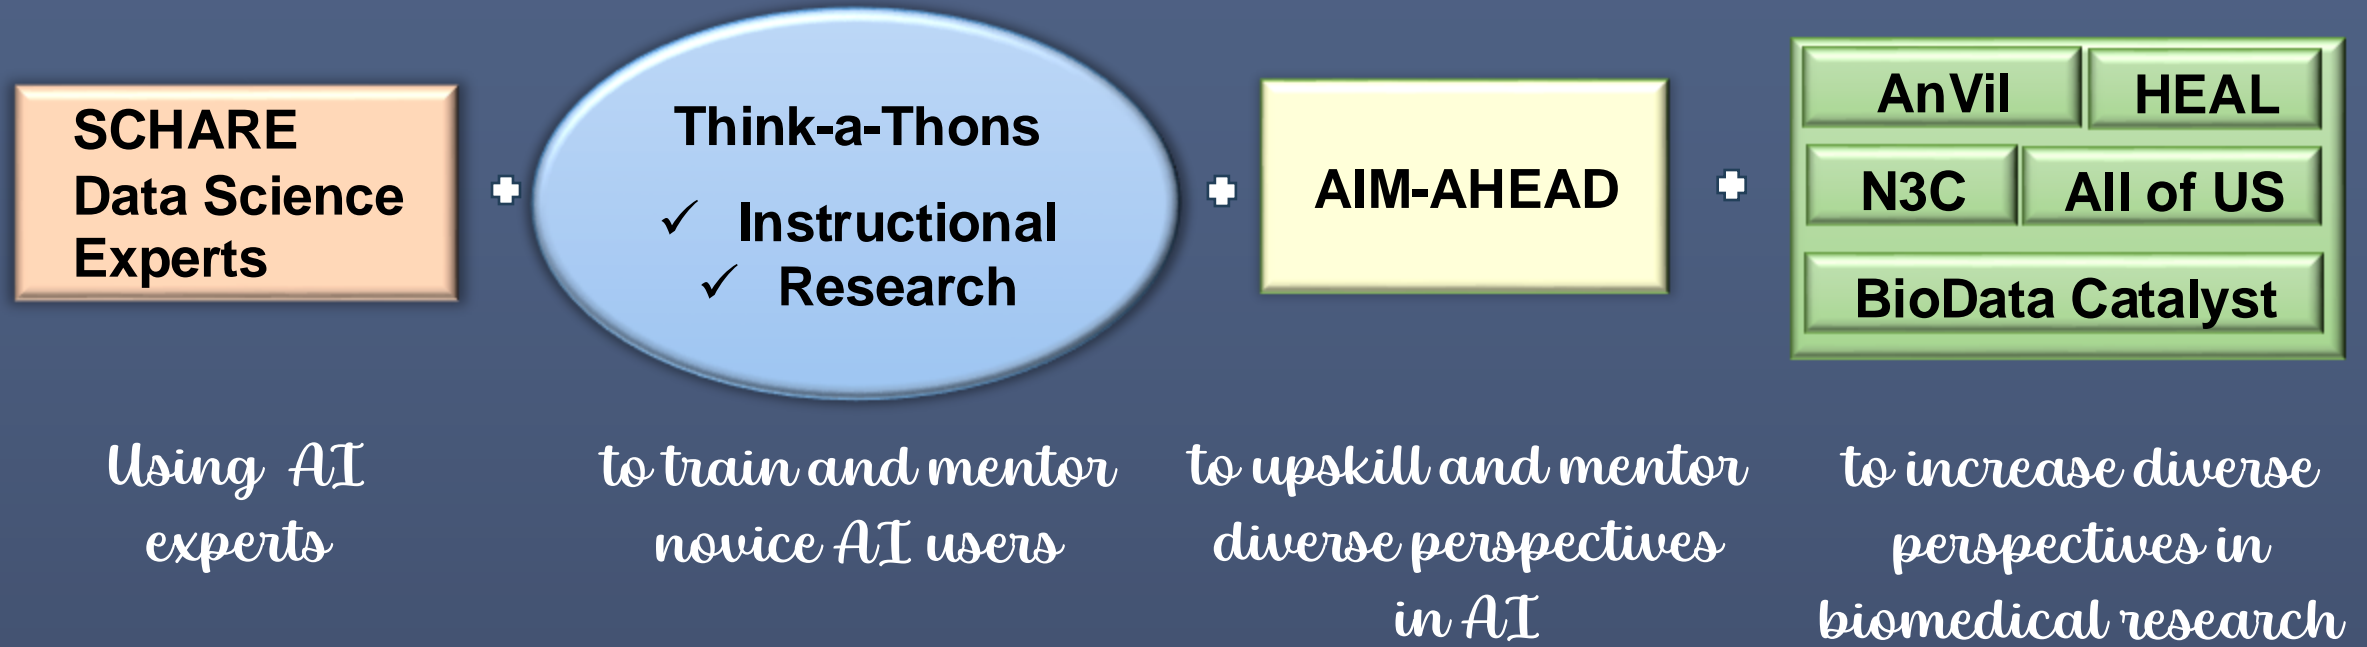 SCHARE
Data Science
Experts
Think-a-Thons
✓ Instructional
✓ Research
AIM-AHEAD
AnVil
HEAL
N3C
All of US
BioData Catalyst
Using AI
experts
to train and mentor
novice AI users
to upskill and mentor
diverse perspectives
in AI
to increase diverse
perspectives in
biomedical research